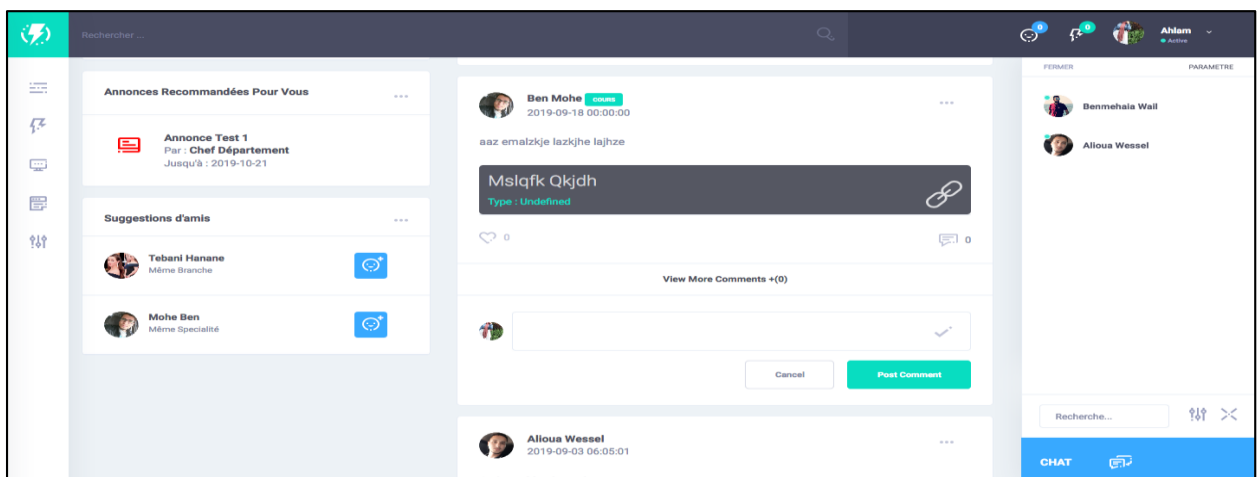 Rechercher ...
0
0
Ahlam
Active
Annonces Recommandées Pour Vous
Annonce Test 1
Par : Chef Département
Jusqu'à : 2019-10-21
Suggestions d'amis
Tebani Hanane
Même Branche
Mohe Ben
Même Specialité
Ben Mohe COURS
2019-09-18 00:00:00
aaz emalzkje lazkjhe lajhze
Mslqfk Qkjdh
Type : Undefined
0
0
View More Comments +(0)
Cancel
Post Comment
Alioua Wessel
2019-09-03 06:05:01
FERMER
PARAMETRE
Benmehaia Wail
Alioua Wessel
Recherche...
CHAT